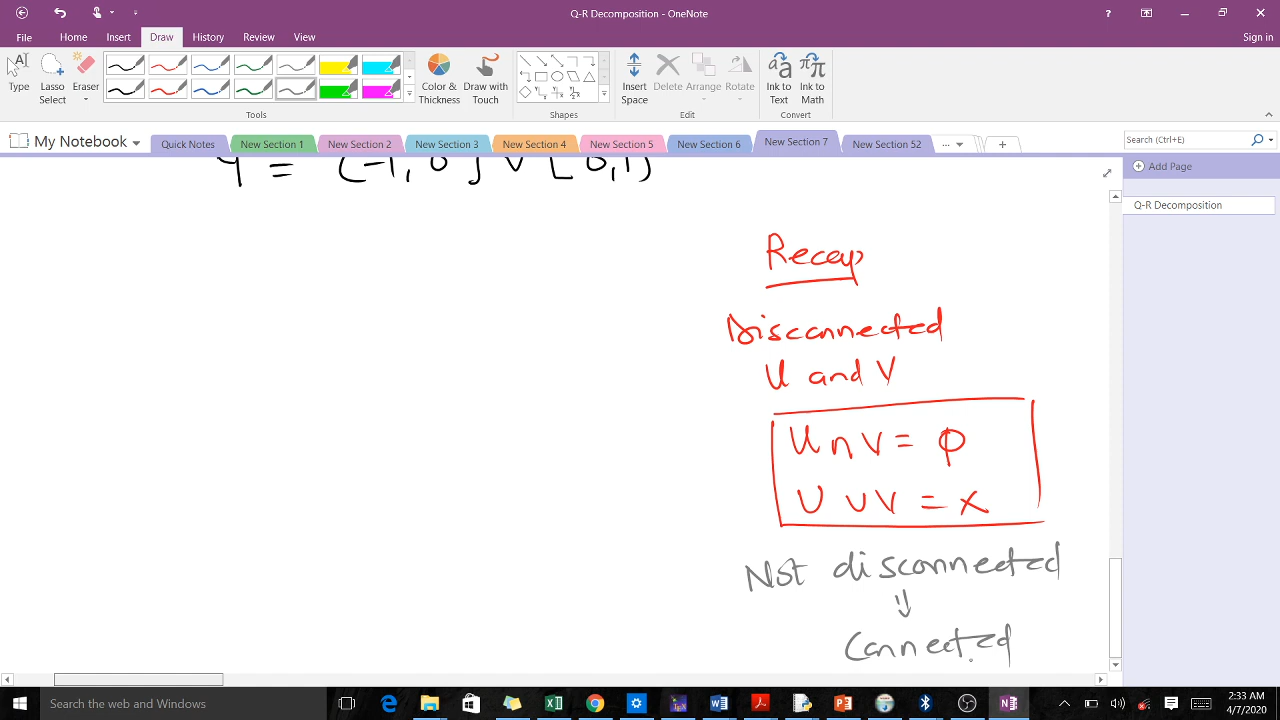 Q-R Decomposition - OneNote
File Home Insert Draw History Review View
Sign in
Type Lasso Select Eraser Color & Thickness Draw with Touch Insert Space Delete Arrange Rotate Ink to Text Ink to Math
Tools Shapes Edit Convert
My Notebook Quick Notes New Section 1 New Section 2 New Section 3 New Section 4 New Section 5 New Section 6 New Section 7 New Section 52 ... + Search (Ctrl+E)
Add Page
Q-R Decomposition
Y = (-1, 0] ∪ [0,1)
Recap
Disconnected
U and V
U ∩ V = φ
U ∪ V = X
Not disconnected
⇓
Connected
Search the web and Windows
2:33 AM
4/7/2020